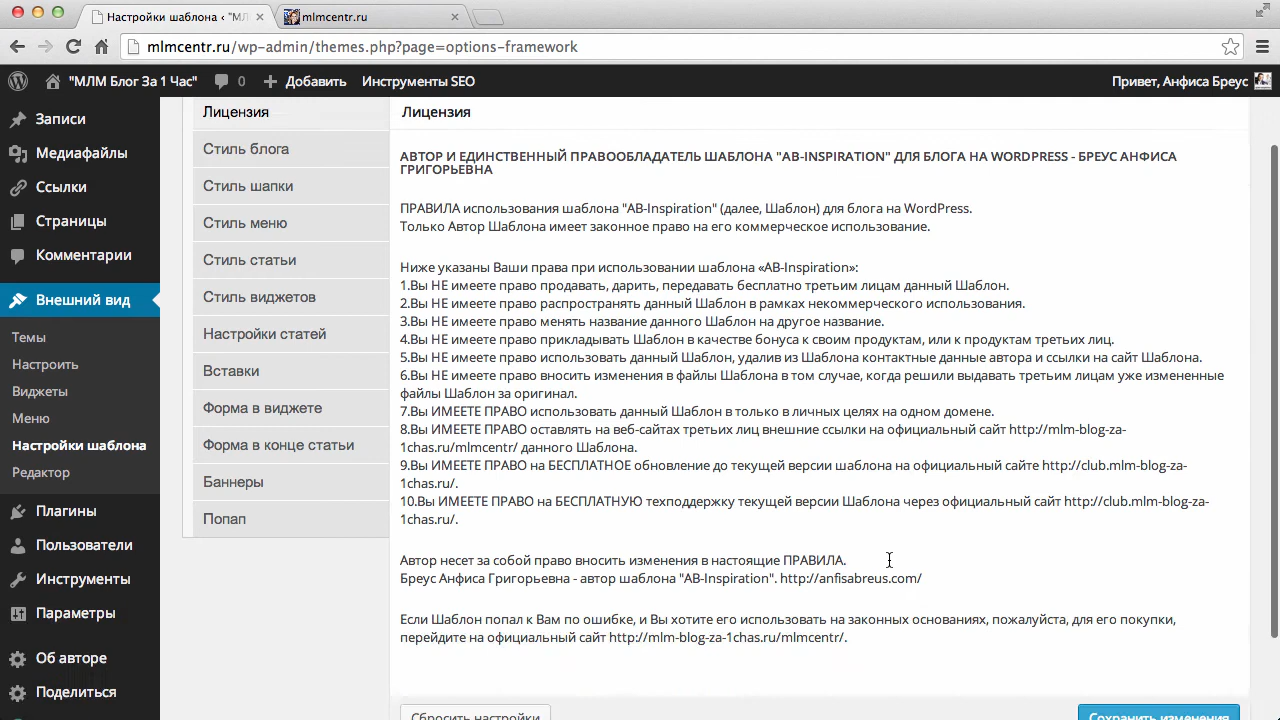 Настройки шаблона ‹ "МЛ
mlmcentr.ru
mlmcentr.ru/wp-admin/themes.php?page=options-framework
"МЛМ Блог За 1 Час"
0
Добавить
Инструменты SEO
Привет, Анфиса Бреус
Записи
Медиафайлы
Ссылки
Страницы
Комментарии
Внешний вид
Темы
Настроить
Виджеты
Меню
Настройки шаблона
Редактор
Плагины
Пользователи
Инструменты
Параметры
Об авторе
Поделиться
Лицензия
Стиль блога
Стиль шапки
Стиль меню
Стиль статьи
Стиль виджетов
Настройки статей
Вставки
Форма в виджете
Форма в конце статьи
Баннеры
Попап
Лицензия
АВТОР И ЕДИНСТВЕННЫЙ ПРАВООБЛАДАТЕЛЬ ШАБЛОНА "AB-INSPIRATION" ДЛЯ БЛОГА НА WORDPRESS - БРЕУС АНФИСА
ГРИГОРЬЕВНА
ПРАВИЛА использования шаблона "AB-Inspiration" (далее, Шаблон) для блога на WordPress.
Только Автор Шаблона имеет законное право на его коммерческое использование.
Ниже указаны Ваши права при использовании шаблона «AB-Inspiration»:
1.Вы НЕ имеете право продавать, дарить, передавать бесплатно третьим лицам данный Шаблон.
2.Вы НЕ имеете право распространять данный Шаблон в рамках некоммерческого использования.
3.Вы НЕ имеете право менять название данного Шаблон на другое название.
4.Вы НЕ имеете право прикладывать Шаблон в качестве бонуса к своим продуктам, или к продуктам третьих лиц.
5.Вы НЕ имеете право использовать данный Шаблон, удалив из Шаблона контактные данные автора и ссылки на сайт Шаблона.
6.Вы НЕ имеете право вносить изменения в файлы Шаблона в том случае, когда решили выдавать третьим лицам уже измененные
файлы Шаблон за оригинал.
7.Вы ИМЕЕТЕ ПРАВО использовать данный Шаблон в только в личных целях на одном домене.
8.Вы ИМЕЕТЕ ПРАВО оставлять на веб-сайтах третьих лиц внешние ссылки на официальный сайт http://mlm-blog-za-
1chas.ru/mlmcentr/ данного Шаблона.
9.Вы ИМЕЕТЕ ПРАВО на БЕСПЛАТНОЕ обновление до текущей версии шаблона на официальный сайте http://club.mlm-blog-za-
1chas.ru/.
10.Вы ИМЕЕТЕ ПРАВО на БЕСПЛАТНУЮ техподдержку текущей версии Шаблона через официальный сайт http://club.mlm-blog-za-
1chas.ru/.
Автор несет за собой право вносить изменения в настоящие ПРАВИЛА.
Бреус Анфиса Григорьевна - автор шаблона "AB-Inspiration". http://anfisabreus.com/
Если Шаблон попал к Вам по ошибке, и Вы хотите его использовать на законных основаниях, пожалуйста, для его покупки,
перейдите на официальный сайт http://mlm-blog-za-1chas.ru/mlmcentr/.
Сбросить настройки
Сохранить изменения